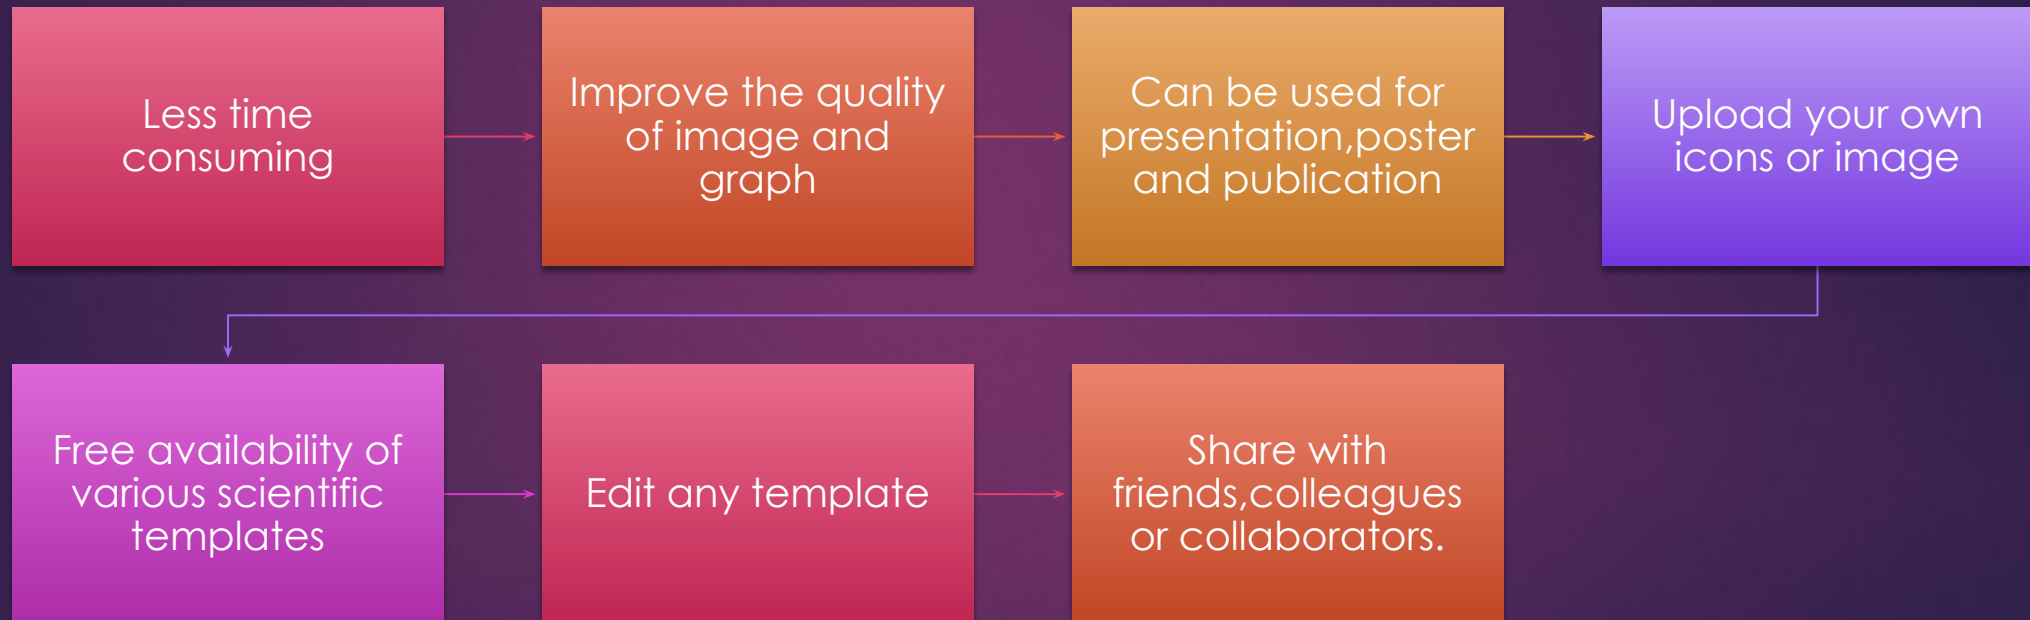 Less time
consuming
Improve the quality
of image and
graph
Can be used for
presentation,poster
and publication
Upload your own
icons or image
Free availability of
various scientific
templates
Edit any template
Share with
friends,colleagues
or collaborators.